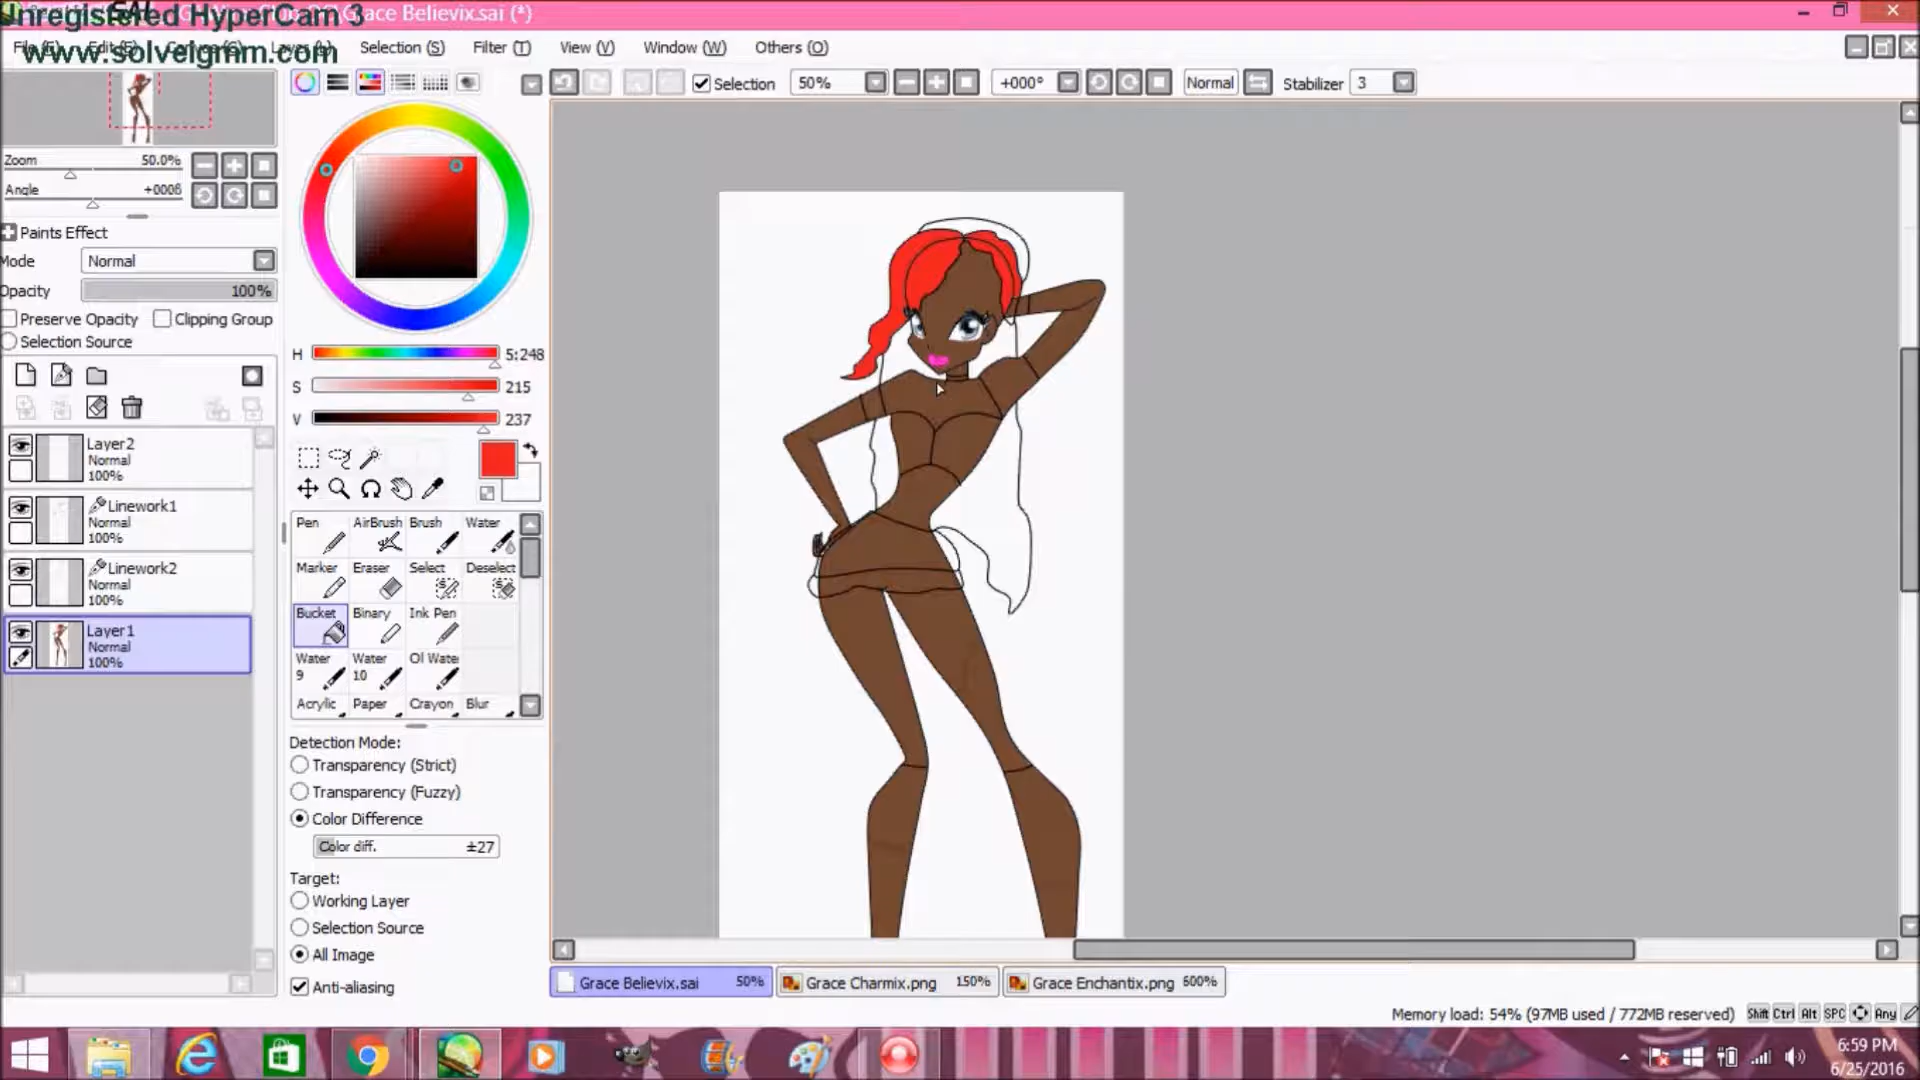 Unregistered HyperCam 3
www.solveigmm.com
Grace Believix.sai (*)
Selection (S)
Filter (T)
View (V)
Window (W)
Others (O)
Selection
50%
+000°
Normal
Stabilizer
3
Zoom
50.0%
Angle
Paints Effect
Mode
Normal
Opacity
100%
Preserve Opacity
Clipping Group
Selection Source
H
5:248
S
215
V
237
Layer2
Normal
100%
Linework1
Normal
100%
Linework2
Normal
100%
Layer1
Normal
100%
Pen
AirBrush
Brush
Water
Marker
Eraser
Select
Deselect
Bucket
Binary
Ink Pen
Water
9
Water
10
Acrylic
Paper
Crayon
Blur
Detection Mode:
Transparency (Strict)
Transparency (Fuzzy)
Color Difference
Color diff.
±27
Target:
Working Layer
Selection Source
All Image
Anti-aliasing
Grace Believix.sai
50%
Grace Charmix.png
150%
Grace Enchantix.png
600%
Memory load: 54% (97MB used / 772MB reserved)
Shift
Ctrl
Alt
SPC
Any
6:59 PM
6/25/2016